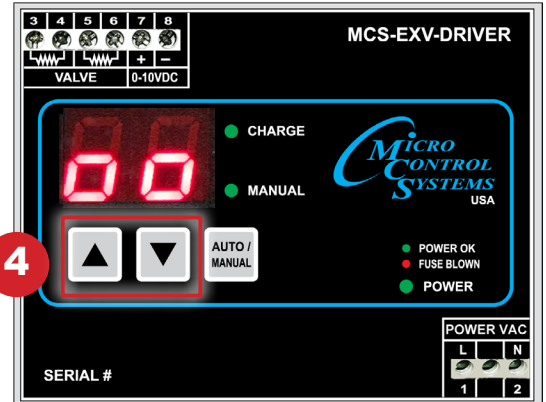 3 4 5 6 7 8
+ −
VALVE 0-10VDC
MCS-EXV-DRIVER
oo
CHARGE
MANUAL
MICRO
CONTROL
SYSTEMS
USA
4
▲ ▼
AUTO /
MANUAL
POWER OK
FUSE BLOWN
POWER
POWER VAC
L N
1 2
SERIAL #